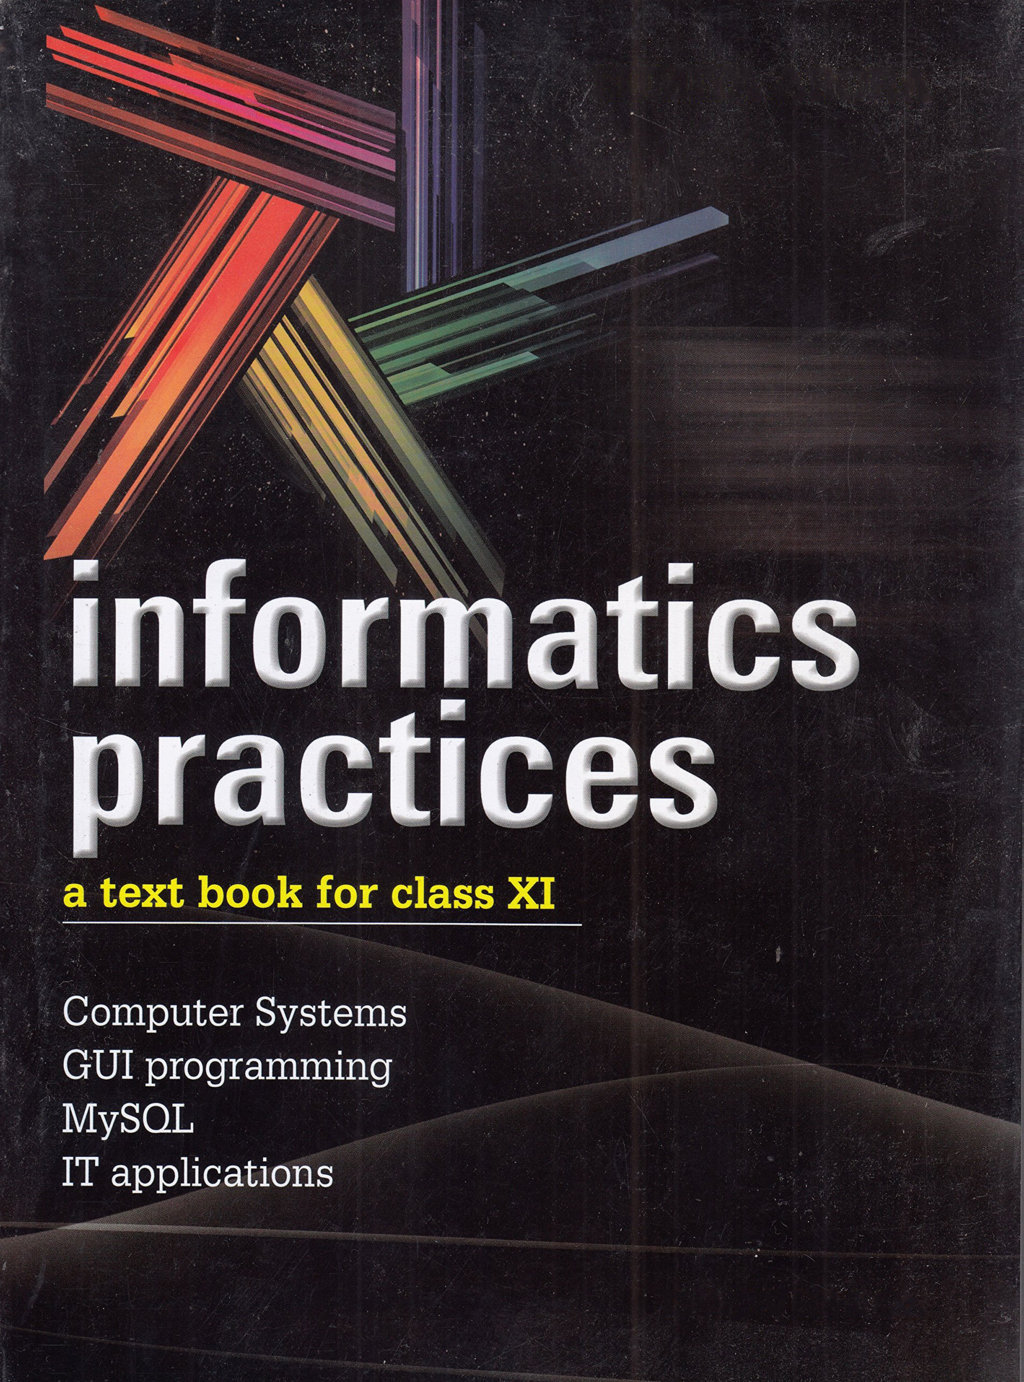 informatics
practices
a text book for class XI
Computer Systems
GUI programming
MySQL
IT applications